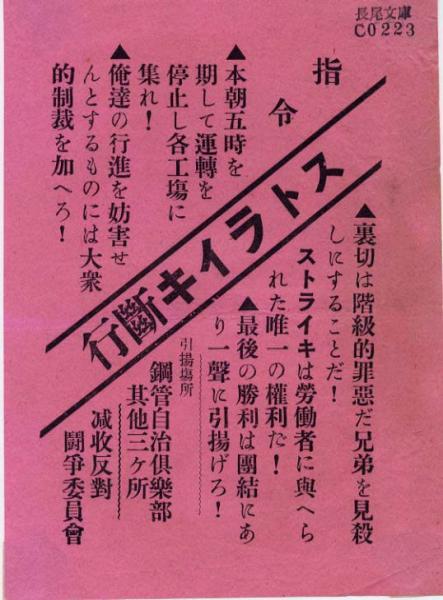 長尾文庫
C0223
指令
ストライキ斷行
▲裏切は階級的罪惡だ兄弟を見殺
しにすることだ！
ストライキは勞働者に與へら
れた唯一の權利だ！
▲最後の勝利は團結にあ
り一聲に引揚げろ！
▲本朝五時を
期して運轉を
停止し各工場に
集れ！
▲俺達の行進を妨害せ
んとするものには大衆
的制裁を加へろ！
引揚場所
鋼管自治俱樂部
其他三ヶ所
减收反對
鬪爭委員會